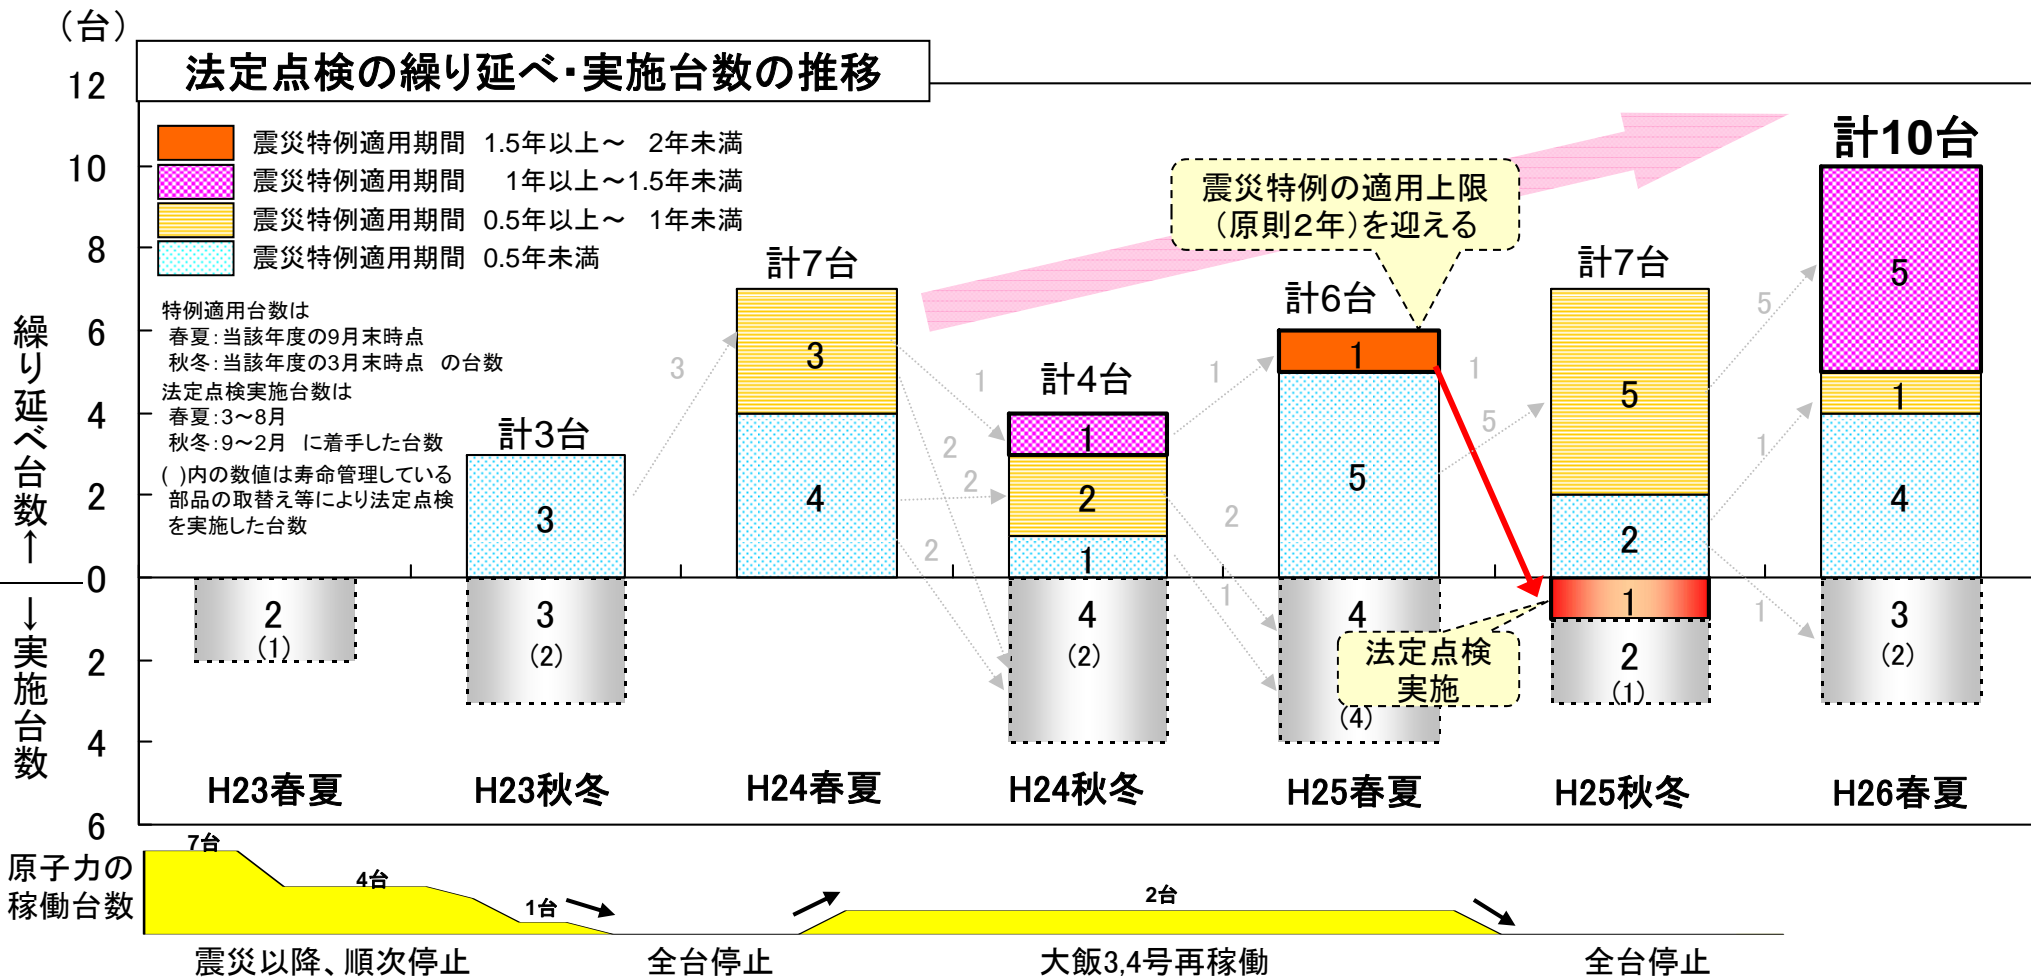 （台）
法定点検の繰り延べ・実施台数の推移
12
10
8
6
4
2
0
2
4
6
繰り延べ台数↑
↓実施台数
震災特例適用期間 1.5年以上～ 2年未満
震災特例適用期間 1年以上～1.5年未満
震災特例適用期間 0.5年以上～ 1年未満
震災特例適用期間 0.5年未満
特例適用台数は
春夏：当該年度の9月末時点
秋冬：当該年度の3月末時点 の台数
法定点検実施台数は
春夏：3～8月
秋冬：9～2月 に着手した台数
( )内の数値は寿命管理している
部品の取替え等により法定点検
を実施した台数
2
(1)
計3台
3
3
(2)
3
計7台
3
4
1
2
2
2
計4台
1
2
1
4
(2)
1
2
1
震災特例の適用上限
（原則２年）を迎える
計6台
1
5
4
(4)
法定点検
実施
1
5
計7台
5
2
1
2
(1)
5
1
1
計10台
5
1
4
3
(2)
H23春夏
H23秋冬
H24春夏
H24秋冬
H25春夏
H25秋冬
H26春夏
原子力の
稼働台数
7台
4台
1台
2台
震災以降、順次停止
全台停止
大飯3,4号再稼働
全台停止